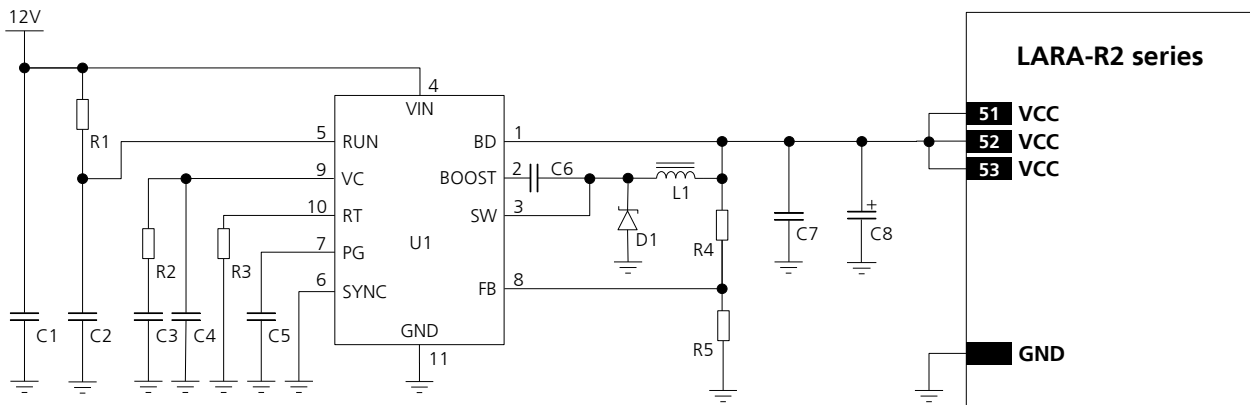 12V
LARA-R2 series
4
VIN
R1
5
RUN
BD
1
51 VCC
52 VCC
53 VCC
9
VC
BOOST
2
C6
L1
10
RT
SW
3
R2
R3
7
PG
U1
D1
R4
C7
C8
6
SYNC
FB
8
C1
C2
C3
C4
C5
GND
11
R5
GND